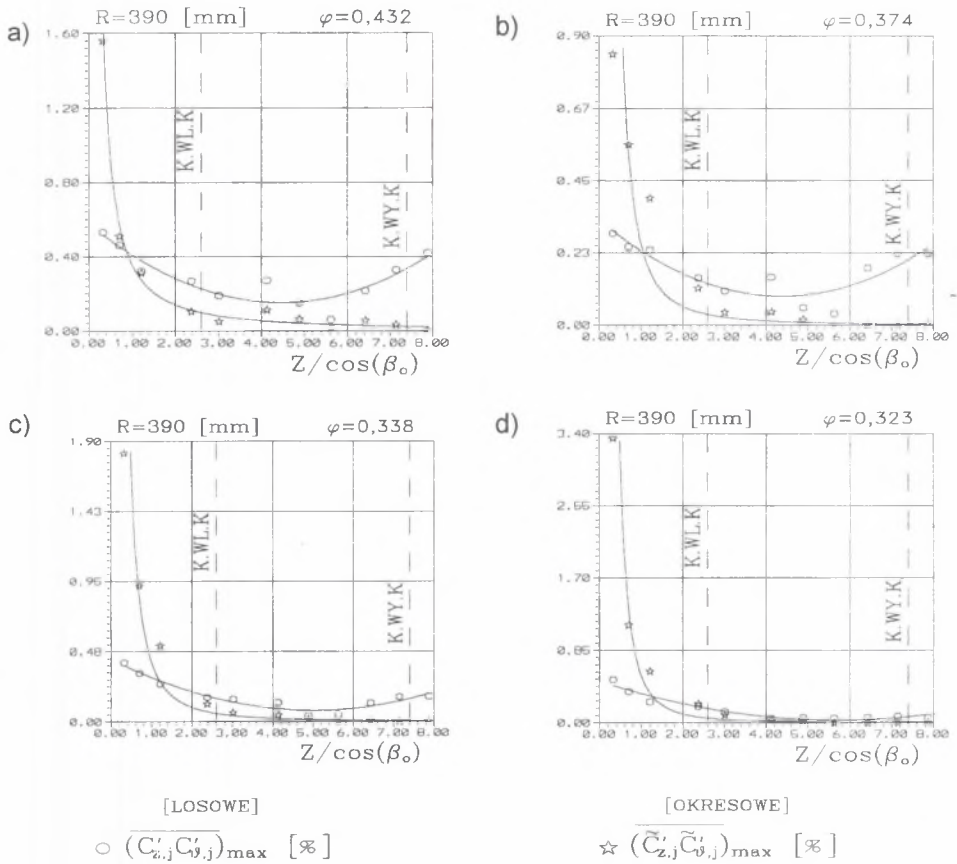 a) R=390 [mm] φ=0,432
1.60
1.20
0.80
0.40
0.00
K.WL.K
K.WY.K
0.00 1.00 2.00 3.00 4.00 5.00 6.00 7.00 8.00
Z/cos(βₒ)
b) R=390 [mm] φ=0,374
0.90
0.67
0.45
0.23
0.00
K.WL.K
K.WY.K
0.00 1.00 2.00 3.00 4.00 5.00 6.00 7.00 8.00
Z/cos(βₒ)
c) R=390 [mm] φ=0,338
1.90
1.43
0.95
0.48
0.00
K.WL.K
K.WY.K
0.00 1.00 2.00 3.00 4.00 5.00 6.00 7.00 8.00
Z/cos(βₒ)
d) R=390 [mm] φ=0,323
3.40
2.55
1.70
0.85
0.00
K.WL.K
K.WY.K
0.00 1.00 2.00 3.00 4.00 5.00 6.00 7.00 8.00
Z/cos(βₒ)
[LOSOWE]
(C′z,j C′ϑ,j)max [%]
[OKRESOWE]
(C̃′z,j C̃′ϑ,j)max [%]